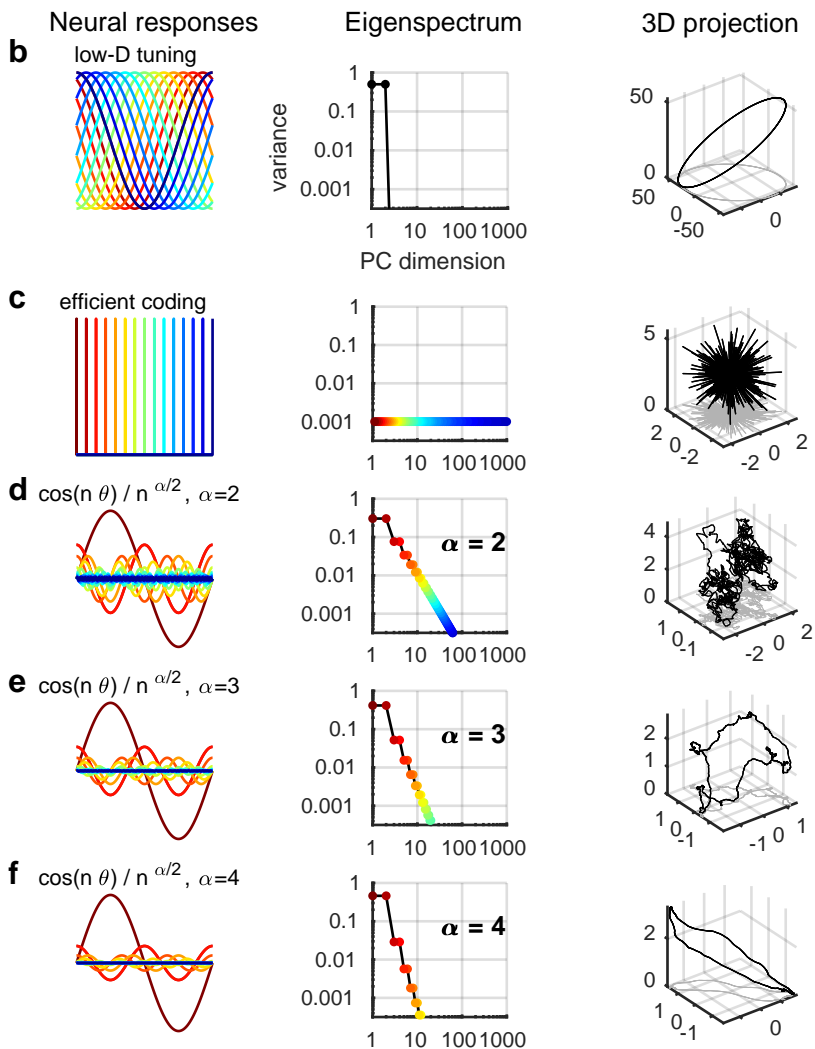 Neural responses Eigenspectrum 3D projection
b low-D tuning
1
0.1
0.01
0.001
variance
1 10 100 1000
PC dimension
50
0
50
0
-50
0
c efficient coding
1
0.1
0.01
0.001
1 10 100 1000
5
0
2
0
-2
-2 0 2
d cos(n θ) / n^α/2, α=2
1
0.1
0.01
0.001
α = 2
1 10 100 1000
4
2
0
1
0
-1
-2 0 2
e cos(n θ) / n^α/2, α=3
1
0.1
0.01
0.001
α = 3
1 10 100 1000
2
1
0
1
0
-1
-1 0 1
f cos(n θ) / n^α/2, α=4
1
0.1
0.01
0.001
α = 4
1 10 100 1000
2
0
1
0
-1
0